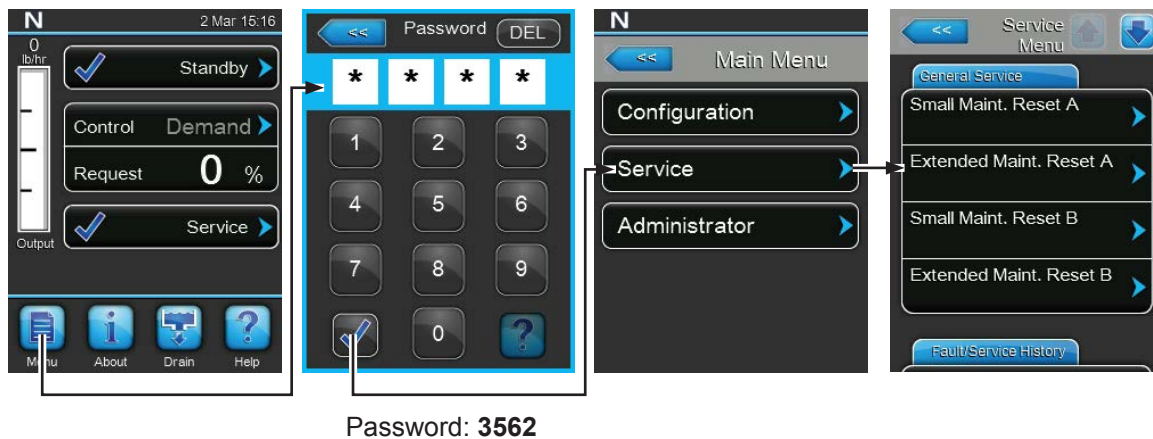 N
2 Mar 15:16
0
lb/hr
Standby
Control Demand
Request 0 %
Output
Service
Menu About Drain Help
<< Password DEL
* * * *
1 2 3
4 5 6
7 8 9
0 ?
Password: 3562
N
<< Main Menu
Configuration
Service
Administrator
<< Service
Menu
General Service
Small Maint. Reset A
Extended Maint. Reset A
Small Maint. Reset B
Extended Maint. Reset B
Fault/Service History